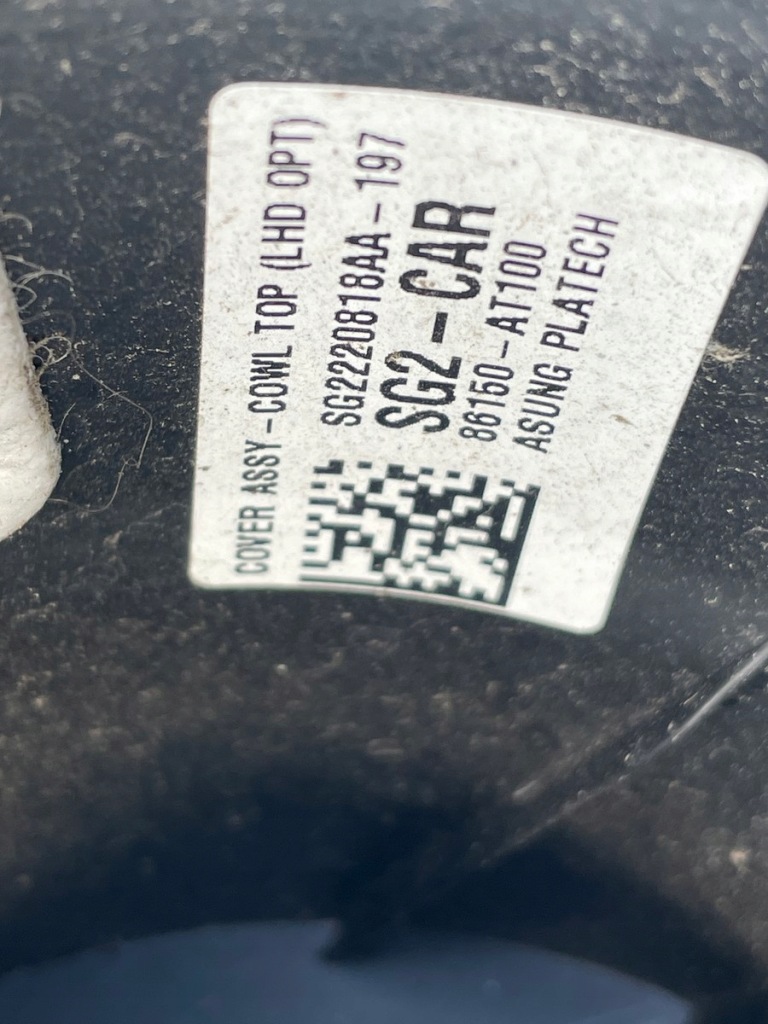 COVER ASSY-COWL TOP (LHD OPT)
SG2220818AA-197
SG2-CAR
86150-AT100
ASUNG PLATECH